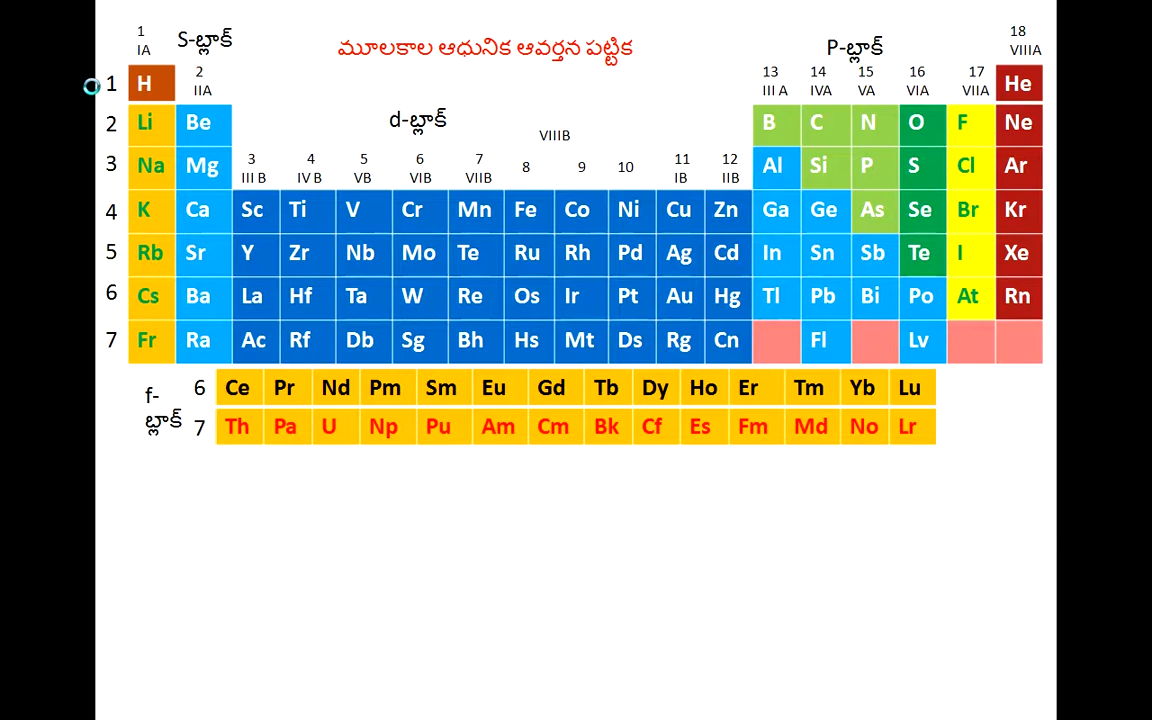 1 S-బ్లాక్ మూలకాల ఆధునిక ఆవర్తన పట్టిక P-బ్లాక్ 18
IA VIIIA
1 H 2 13 14 15 16 17 He
IIA III A IVA VA VIA VIIA
2 Li Be d-బ్లాక్ B C N O F Ne
VIIIB
3 Na Mg 3 4 5 6 7 8 9 10 11 12 Al Si P S Cl Ar
III B IV B VB VIB VIIB IB IIB
4 K Ca Sc Ti V Cr Mn Fe Co Ni Cu Zn Ga Ge As Se Br Kr
5 Rb Sr Y Zr Nb Mo Te Ru Rh Pd Ag Cd In Sn Sb Te I Xe
6 Cs Ba La Hf Ta W Re Os Ir Pt Au Hg Tl Pb Bi Po At Rn
7 Fr Ra Ac Rf Db Sg Bh Hs Mt Ds Rg Cn Fl Lv
f-బ్లాక్ 6 Ce Pr Nd Pm Sm Eu Gd Tb Dy Ho Er Tm Yb Lu
7 Th Pa U Np Pu Am Cm Bk Cf Es Fm Md No Lr